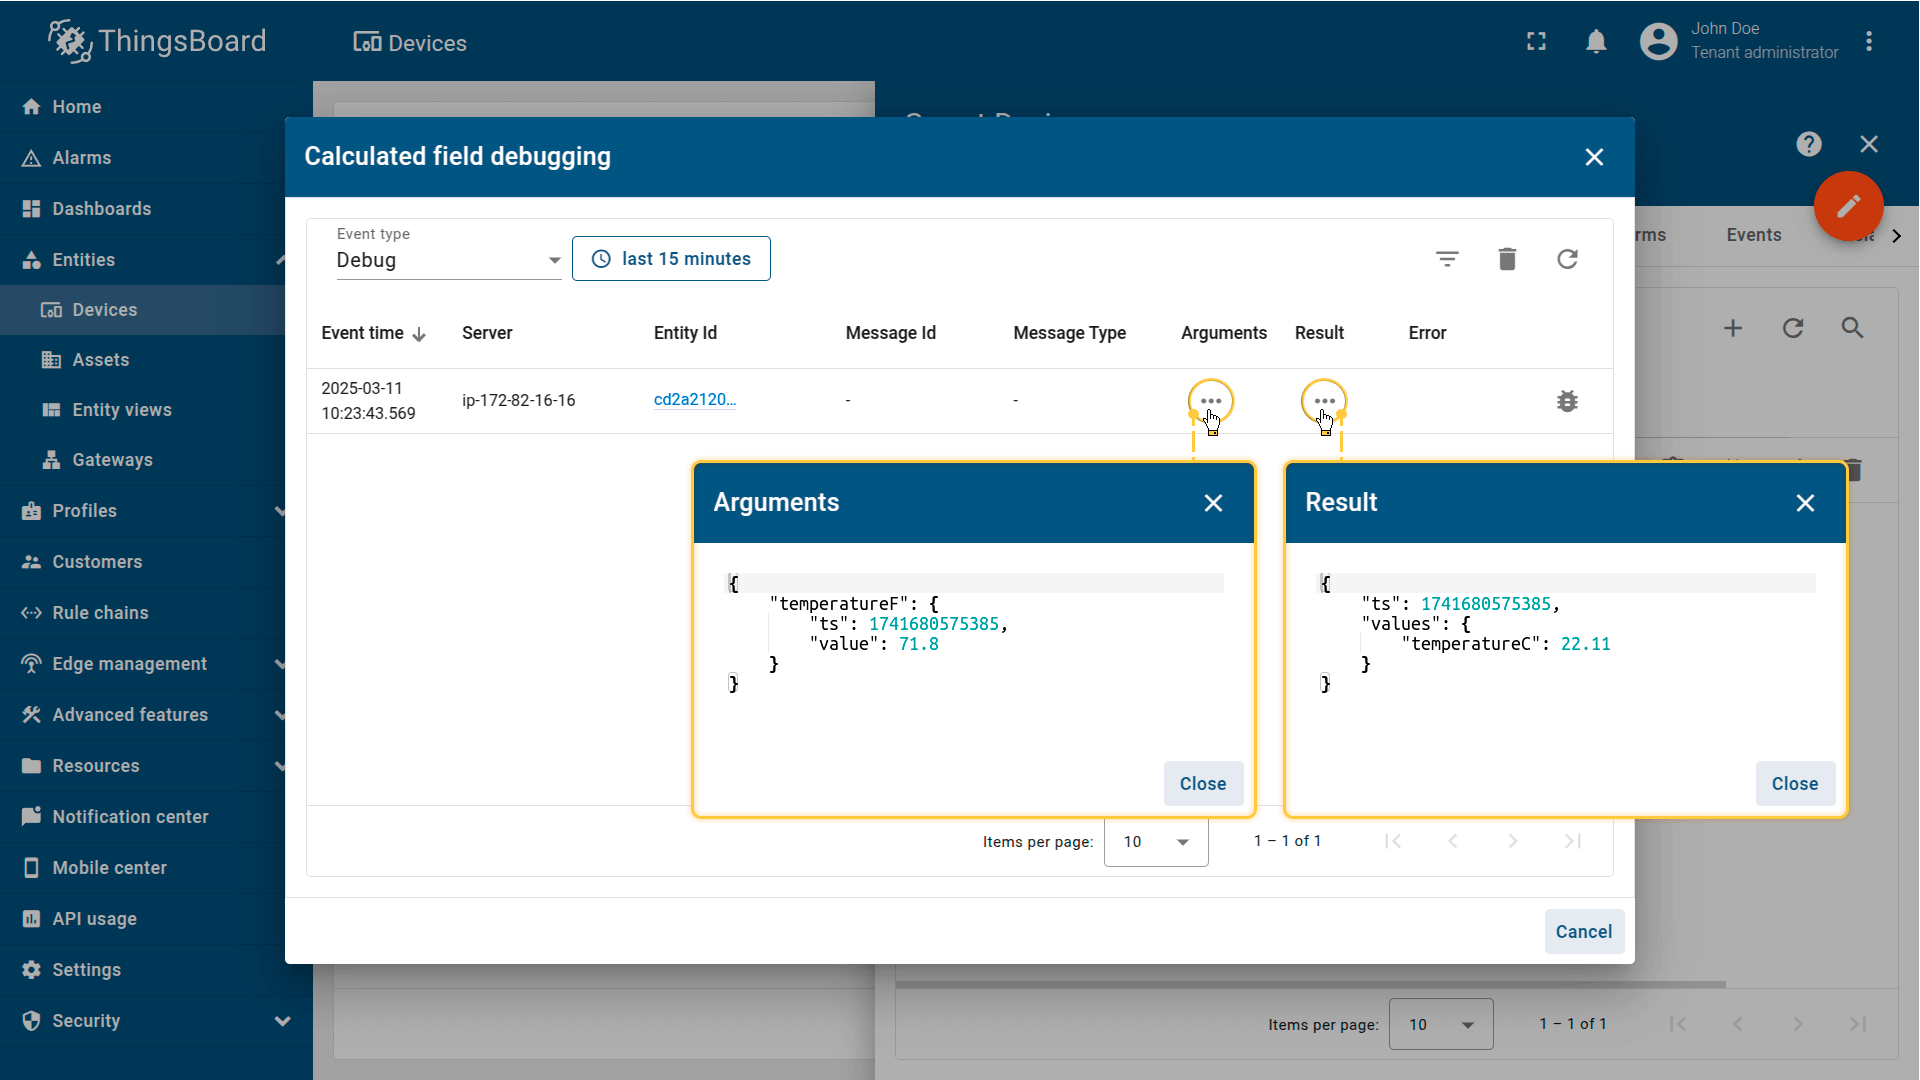 ThingsBoard
Devices
John Doe
Tenant administrator
Home
Alarms
Dashboards
Entities
Devices
Assets
Entity views
Gateways
Profiles
Customers
Rule chains
Edge management
Advanced features
Resources
Notification center
Mobile center
API usage
Settings
Security
Calculated field debugging
Event type
Debug
last 15 minutes
Event time Server Entity Id Message Id Message Type Arguments Result Error
2025-03-11
10:23:43.569
ip-172-82-16-16 cd2a2120... - -
Arguments
{
"temperatureF": {
"ts": 1741680575385,
"value": 71.8
}
}
Close
Result
{
"ts": 1741680575385,
"values": {
"temperatureC": 22.11
}
}
Close
Items per page: 10 1 – 1 of 1
Cancel
rms Events
Items per page: 10 1 – 1 of 1